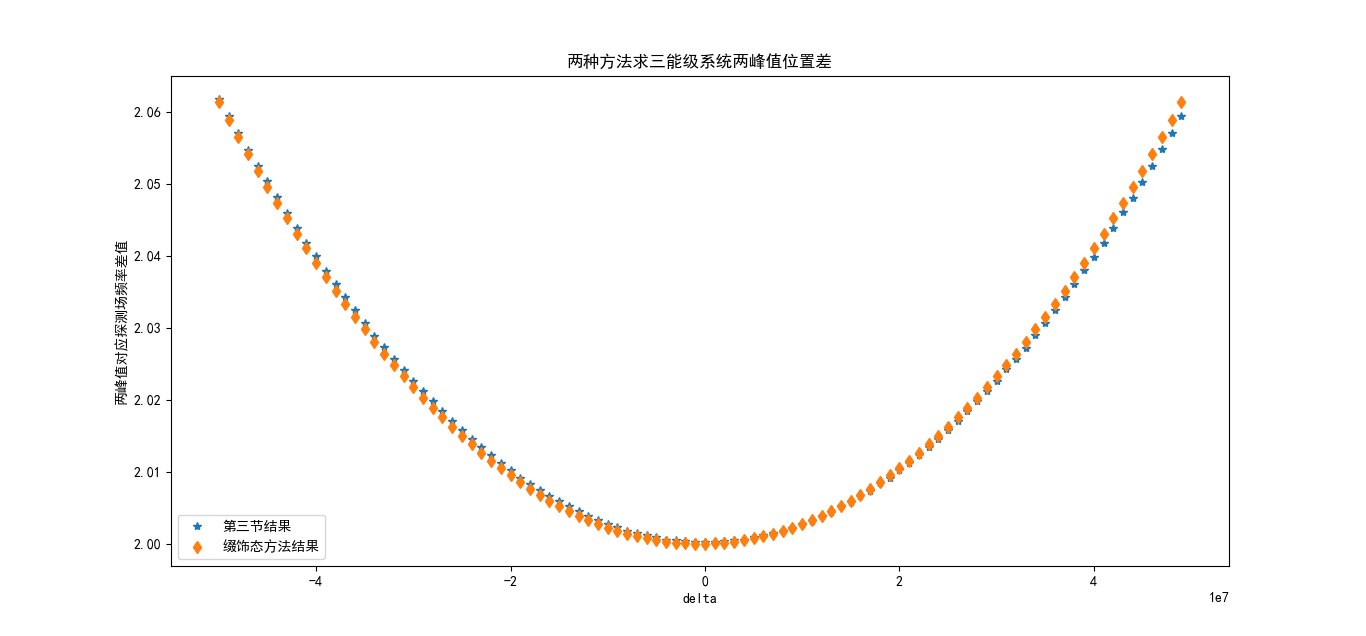 两种方法求三能级系统两峰值位置差
两峰值对应探测场频率差值
2.06
2.05
2.04
2.03
2.02
2.01
2.00
第三节结果
缀饰态方法结果
−4
−2
0
2
4
1e7
delta